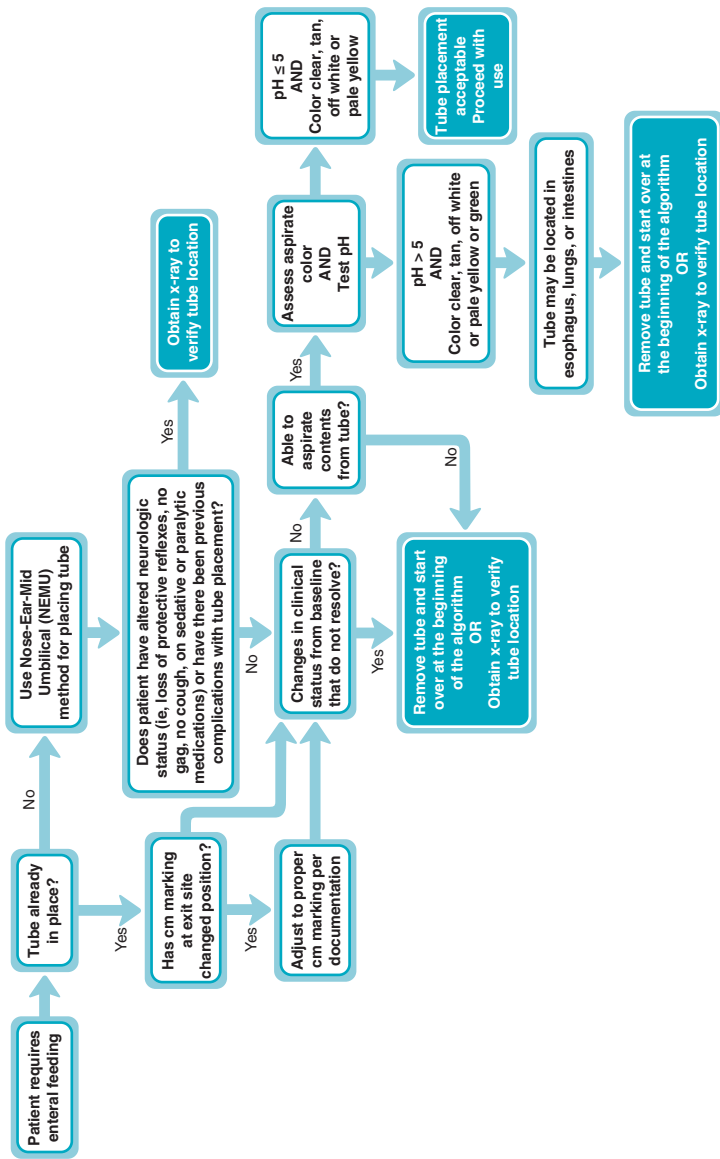 Patient requires
enteral feeding
Tube already
in place?
No
Use Nose-Ear-Mid
Umbilical (NEMU)
method for placing tube
Yes
Has cm marking
at exit site
changed position?
Yes
Adjust to proper
cm marking per
documentation
Does patient have altered neurologic
status (ie, loss of protective reflexes, no
gag, no cough, on sedative or paralytic
medications) or have there been previous
complications with tube placement?
Yes
Obtain x-ray to
verify tube location
No
Changes in clinical
status from baseline
that do not resolve?
Yes
Remove tube and start
over at the beginning
of the algorithm
OR
Obtain x-ray to verify
tube location
No
Able to
aspirate
contents
from tube?
No
Yes
Assess aspirate
color
AND
Test pH
pH ≤ 5
AND
Color clear, tan,
off white or
pale yellow
Tube placement
acceptable
Proceed with
use
pH > 5
AND
Color clear, tan, off white
or pale yellow or green
Tube may be located in
esophagus, lungs, or intestines
Remove tube and start over at
the beginning of the algorithm
OR
Obtain x-ray to verify tube location